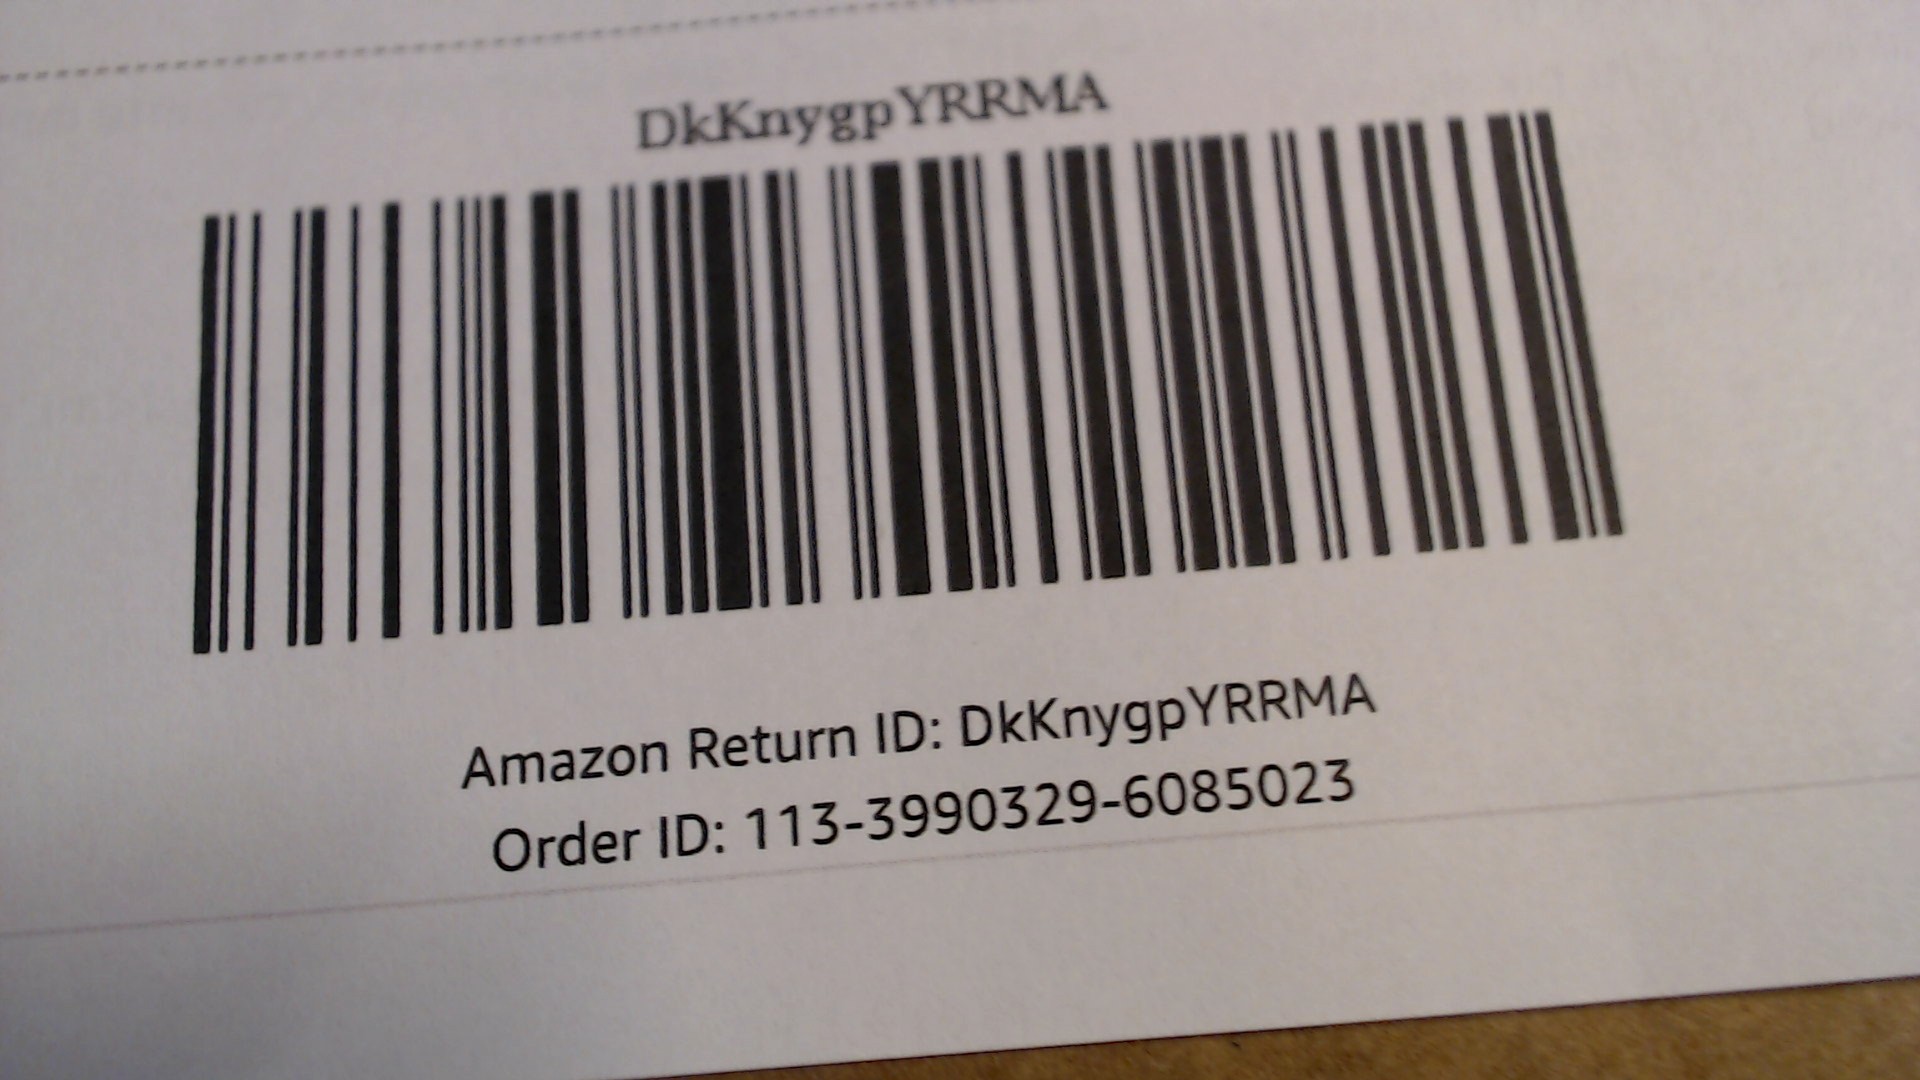 DkKnygpYRRMA
Amazon Return ID: DkKnygpYRRMA
Order ID: 113-3990329-6085023